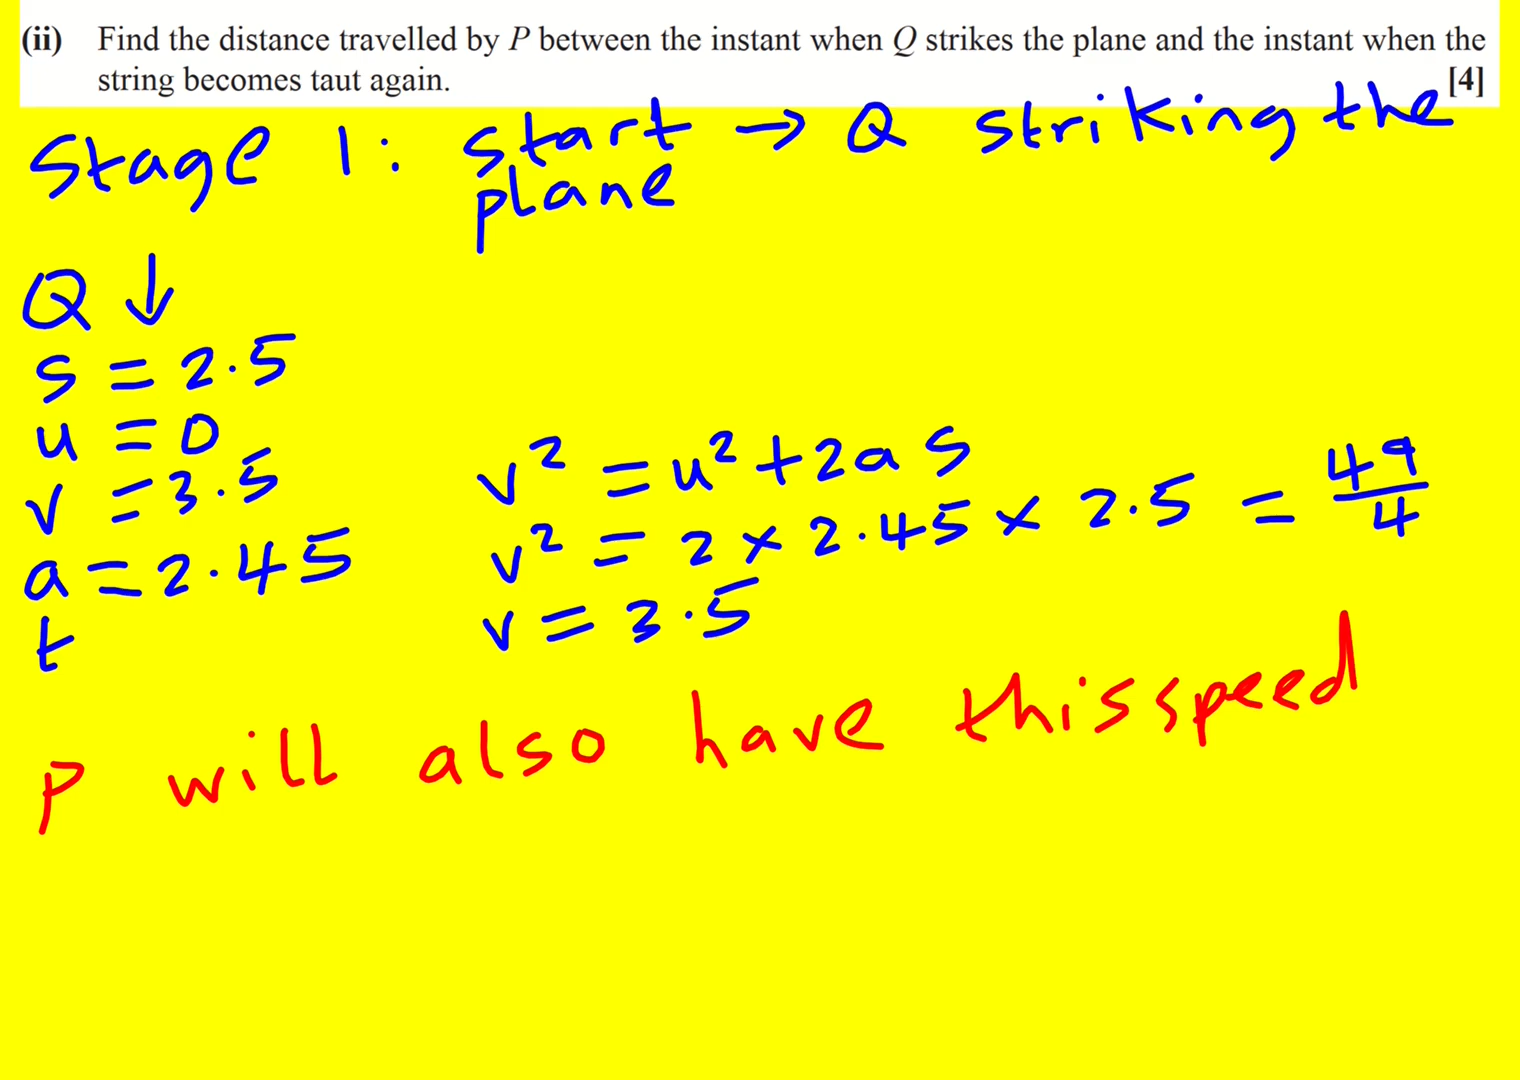 (ii) Find the distance travelled by P between the instant when Q strikes the plane and the instant when the
string becomes taut again. [4]
Stage 1: start → Q striking the
plane
Q ↓
s = 2.5
u = 0
v = 3.5
a = 2.45
t
v² = u² + 2as
v² = 2 × 2.45 × 2.5 = 49/4
v = 3.5
P will also have this speed